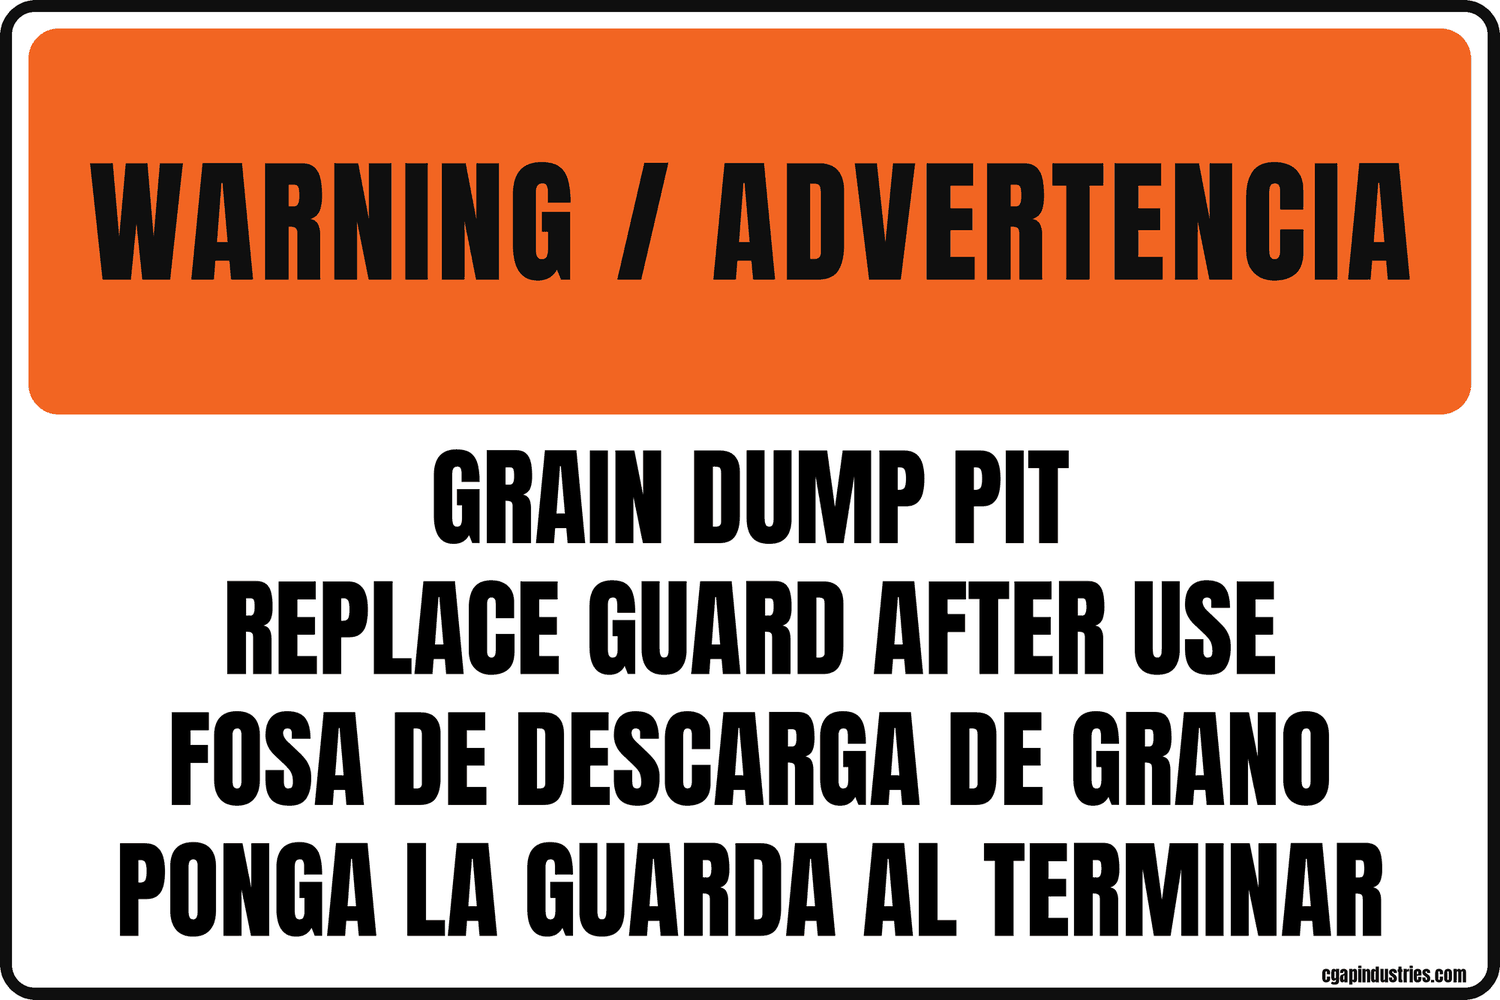 WARNING / ADVERTENCIA
GRAIN DUMP PIT
REPLACE GUARD AFTER USE
FOSA DE DESCARGA DE GRANO
PONGA LA GUARDA AL TERMINAR
cgapindustries.com